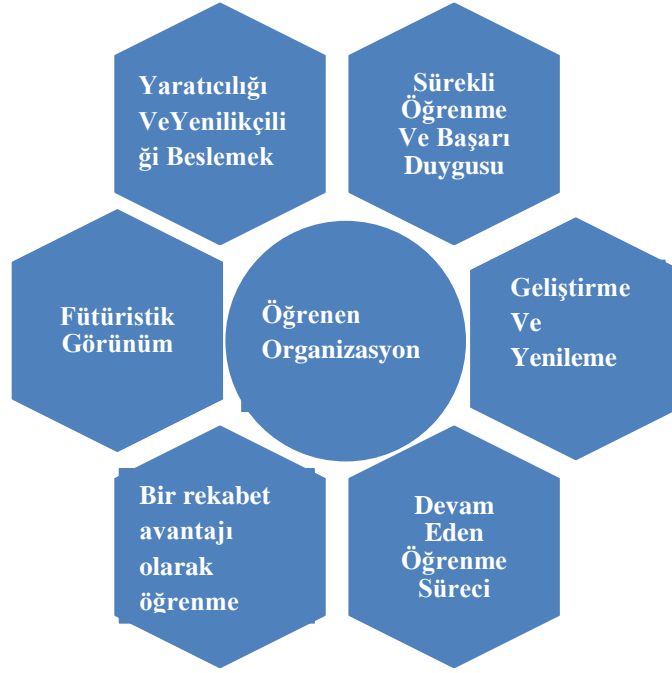 Yaratıcılığı
VeYenilikçili
ği Beslemek
Sürekli
Öğrenme
Ve Başarı
Duygusu
Fütüristik
Görünüm
Öğrenen
Organizasyon
Geliştirme
Ve
Yenileme
Bir rekabet
avantajı
olarak
öğrenme
Devam
Eden
Öğrenme
Süreci